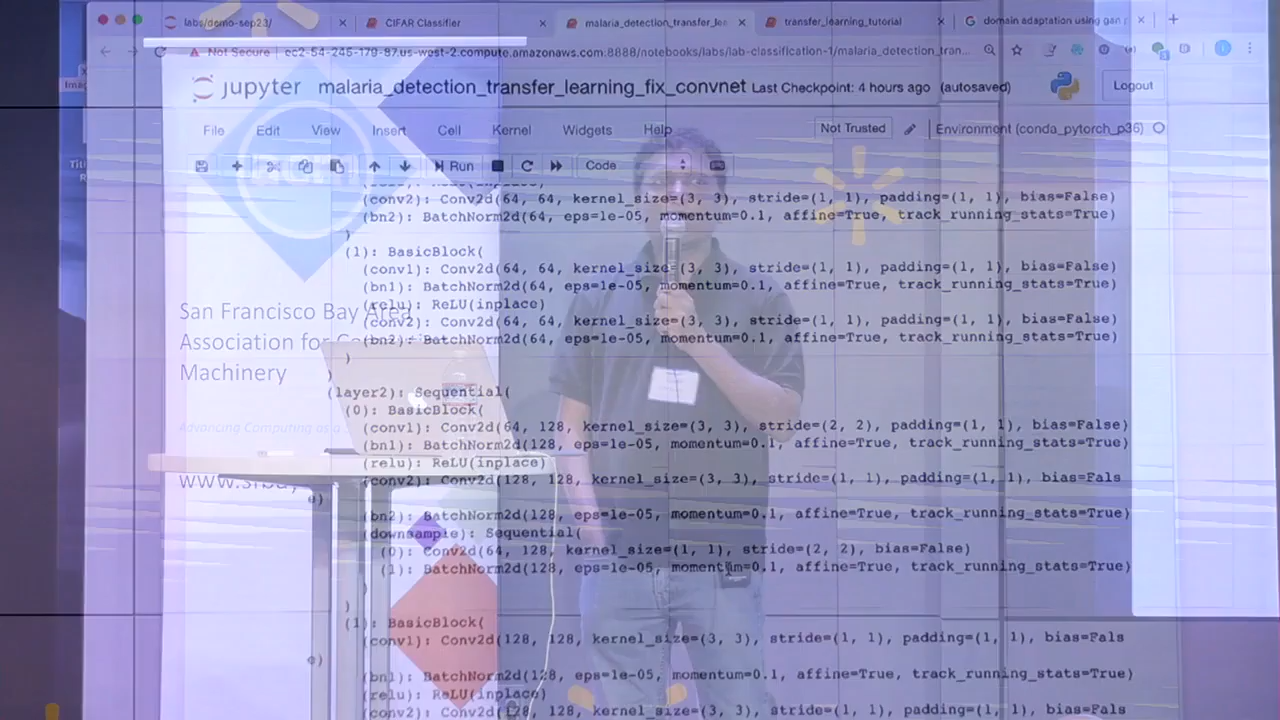 labs/demo-sep23/
CIFAR Classifier
malaria_detection_transfer_lea
transfer_learning_tutorial
domain adaptation using gan p
Not Secure
ec2-54-245-179-87.us-west-2.compute.amazonaws.com:8888/notebooks/labs/lab-classification-1/malaria_detection_tran...
jupyter malaria_detection_transfer_learning_fix_convnet Last Checkpoint: 4 hours ago (autosaved)
Logout
File Edit View Insert Cell Kernel Widgets Help
Not Trusted
Environment (conda_pytorch_p36)
Run
Code
(conv2): Conv2d(64, 64, kernel_size=(3, 3), stride=(1, 1), padding=(1, 1), bias=False)
(bn2): BatchNorm2d(64, eps=1e-05, momentum=0.1, affine=True, track_running_stats=True)
)
(1): BasicBlock(
(conv1): Conv2d(64, 64, kernel_size=(3, 3), stride=(1, 1), padding=(1, 1), bias=False)
(bn1): BatchNorm2d(64, eps=1e-05, momentum=0.1, affine=True, track_running_stats=True)
(relu): ReLU(inplace)
(conv2): Conv2d(64, 64, kernel_size=(3, 3), stride=(1, 1), padding=(1, 1), bias=False)
(bn2): BatchNorm2d(64, eps=1e-05, momentum=0.1, affine=True, track_running_stats=True)
)
)
(layer2): Sequential(
(0): BasicBlock(
(conv1): Conv2d(64, 128, kernel_size=(3, 3), stride=(2, 2), padding=(1, 1), bias=False)
(bn1): BatchNorm2d(128, eps=1e-05, momentum=0.1, affine=True, track_running_stats=True)
(relu): ReLU(inplace)
(conv2): Conv2d(128, 128, kernel_size=(3, 3), stride=(1, 1), padding=(1, 1), bias=Fals
e)
(bn2): BatchNorm2d(128, eps=1e-05, momentum=0.1, affine=True, track_running_stats=True)
(downsample): Sequential(
(0): Conv2d(64, 128, kernel_size=(1, 1), stride=(2, 2), bias=False)
(1): BatchNorm2d(128, eps=1e-05, momentum=0.1, affine=True, track_running_stats=True)
)
)
(1): BasicBlock(
(conv1): Conv2d(128, 128, kernel_size=(3, 3), stride=(1, 1), padding=(1, 1), bias=Fals
e)
(bn1): BatchNorm2d(128, eps=1e-05, momentum=0.1, affine=True, track_running_stats=True)
(relu): ReLU(inplace)
(conv2): Conv2d(128, 128, kernel_size=(3, 3), stride=(1, 1), padding=(1, 1), bias=Fals
San Francisco Bay Area
Association for
Machinery
Advancing Computing as a